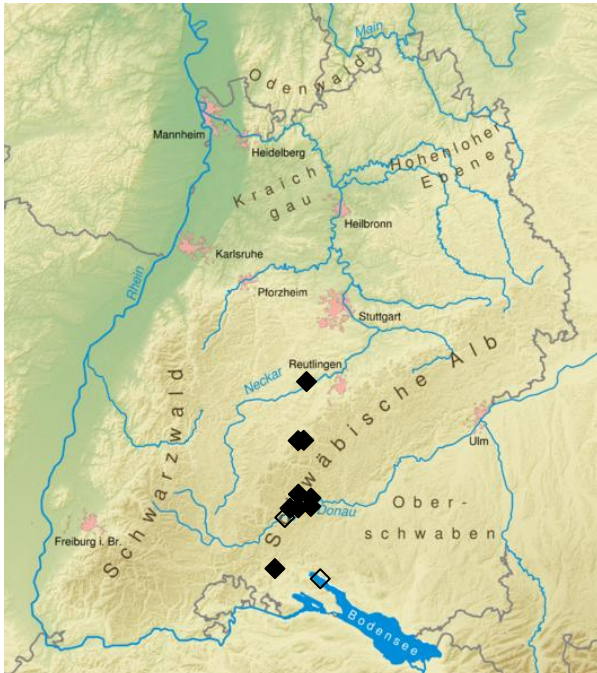 Main
Odenwald
Mannheim
Heidelberg
Hohenloher
Ebene
Kraich
gau
Heilbronn
Karlsruhe
Rhein
Pforzheim
Stuttgart
Reutlingen
Neckar
Schwäbische Alb
Schwarzwald
Ulm
Ober-
schwaben
Donau
Freiburg i. Br.
Bodensee